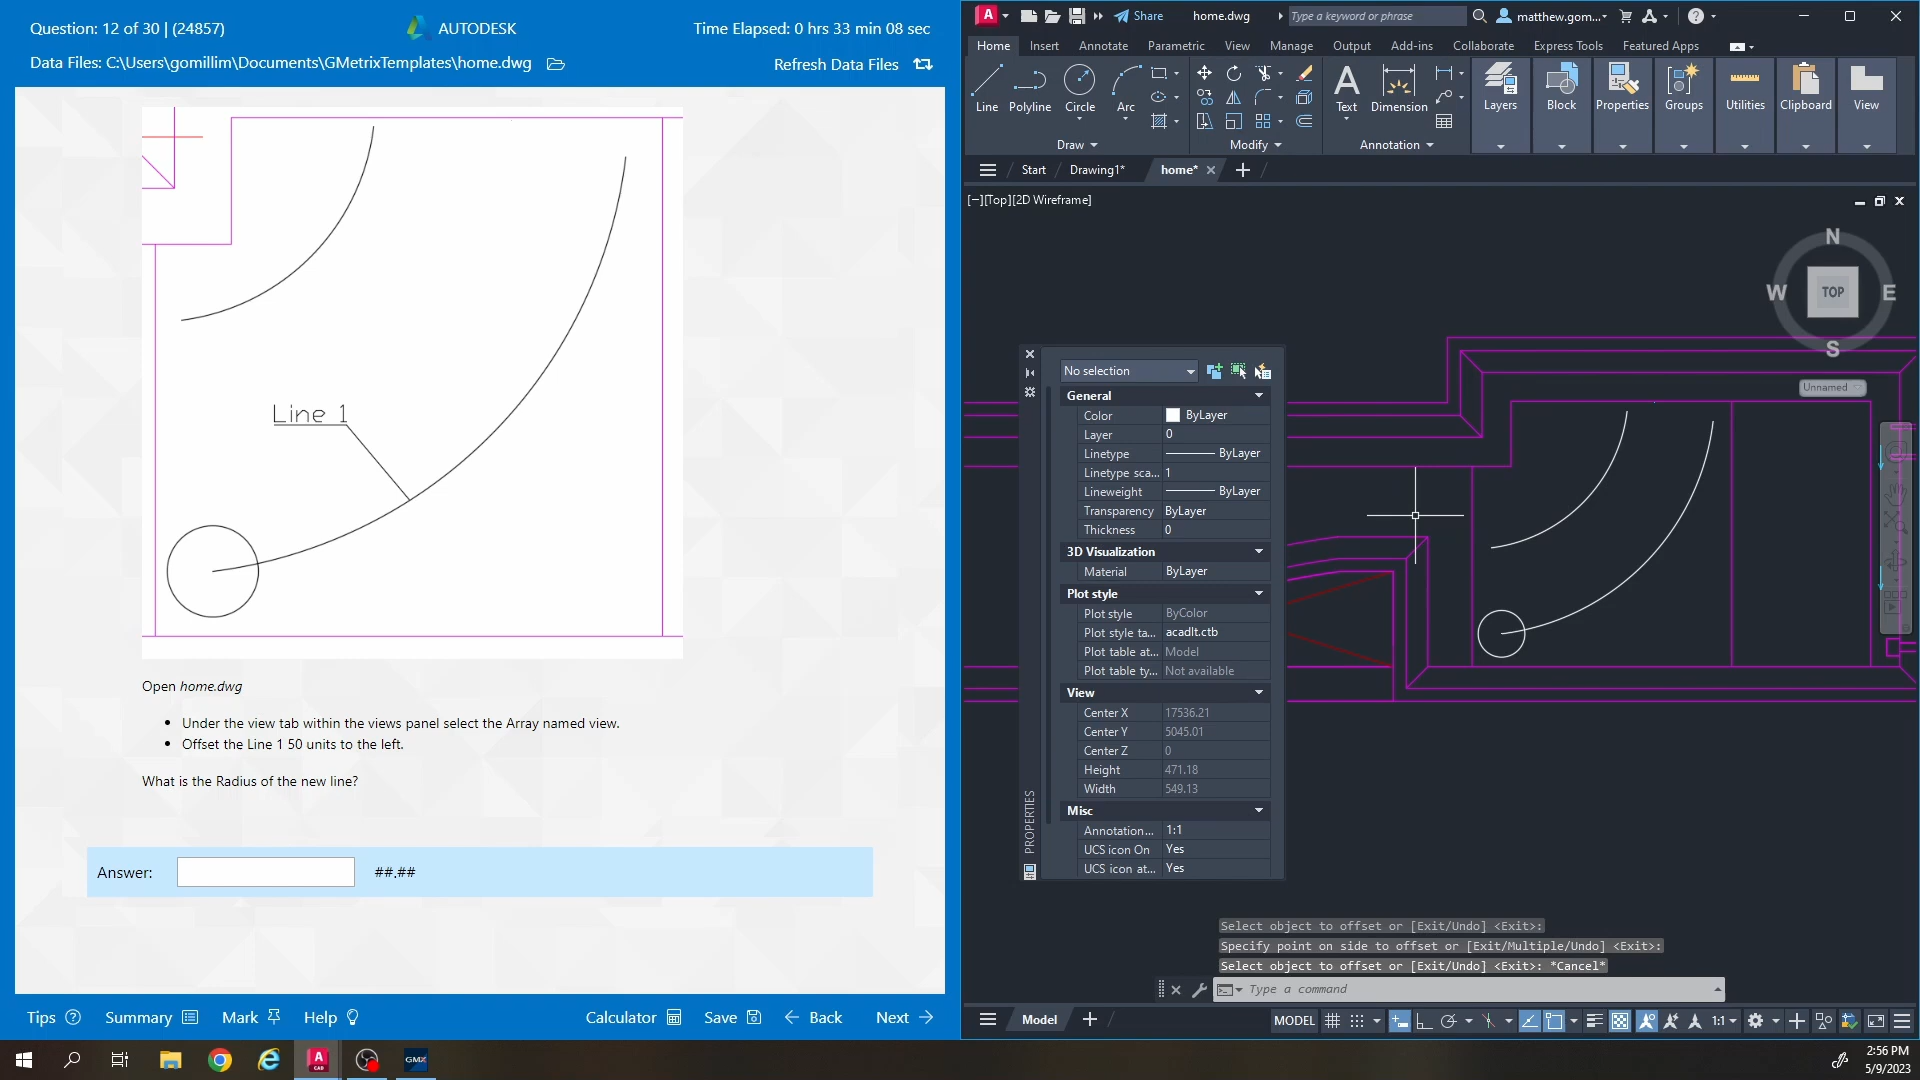 Question: 12 of 30 | (24857)
AUTODESK
Time Elapsed: 0 hrs 33 min 08 sec
Data Files: C:\Users\gomillim\Documents\GMetrixTemplates\home.dwg
Refresh Data Files
Line 1
Open home.dwg
• Under the view tab within the views panel select the Array named view.
• Offset the Line 1 50 units to the left.
What is the Radius of the new line?
Answer:
##.##
Tips
Summary
Mark
Help
Calculator
Save
Back
Next
A
Share
home.dwg
Type a keyword or phrase
matthew.gom...
Home
Insert
Annotate
Parametric
View
Manage
Output
Add-ins
Collaborate
Express Tools
Featured Apps
Line
Polyline
Circle
Arc
Text
Dimension
Layers
Block
Properties
Groups
Utilities
Clipboard
View
Draw
Modify
Annotation
Start
Drawing1*
home*
[−][Top][2D Wireframe]
N
W
TOP
E
S
Unnamed
No selection
General
Color ByLayer
Layer 0
Linetype ByLayer
Linetype sca... 1
Lineweight ByLayer
Transparency ByLayer
Thickness 0
3D Visualization
Material ByLayer
Plot style
Plot style ByColor
Plot style ta... acadlt.ctb
Plot table at... Model
Plot table ty... Not available
View
Center X 17536.21
Center Y 5045.01
Center Z 0
Height 471.18
Width 549.13
Misc
Annotation... 1:1
UCS icon On Yes
UCS icon at... Yes
PROPERTIES
Select object to offset or [Exit/Undo] <Exit>:
Specify point on side to offset or [Exit/Multiple/Undo] <Exit>:
Select object to offset or [Exit/Undo] <Exit>: *Cancel*
Type a command
Model
MODEL
1:1
A
CAD
GMX
2:56 PM
5/9/2023